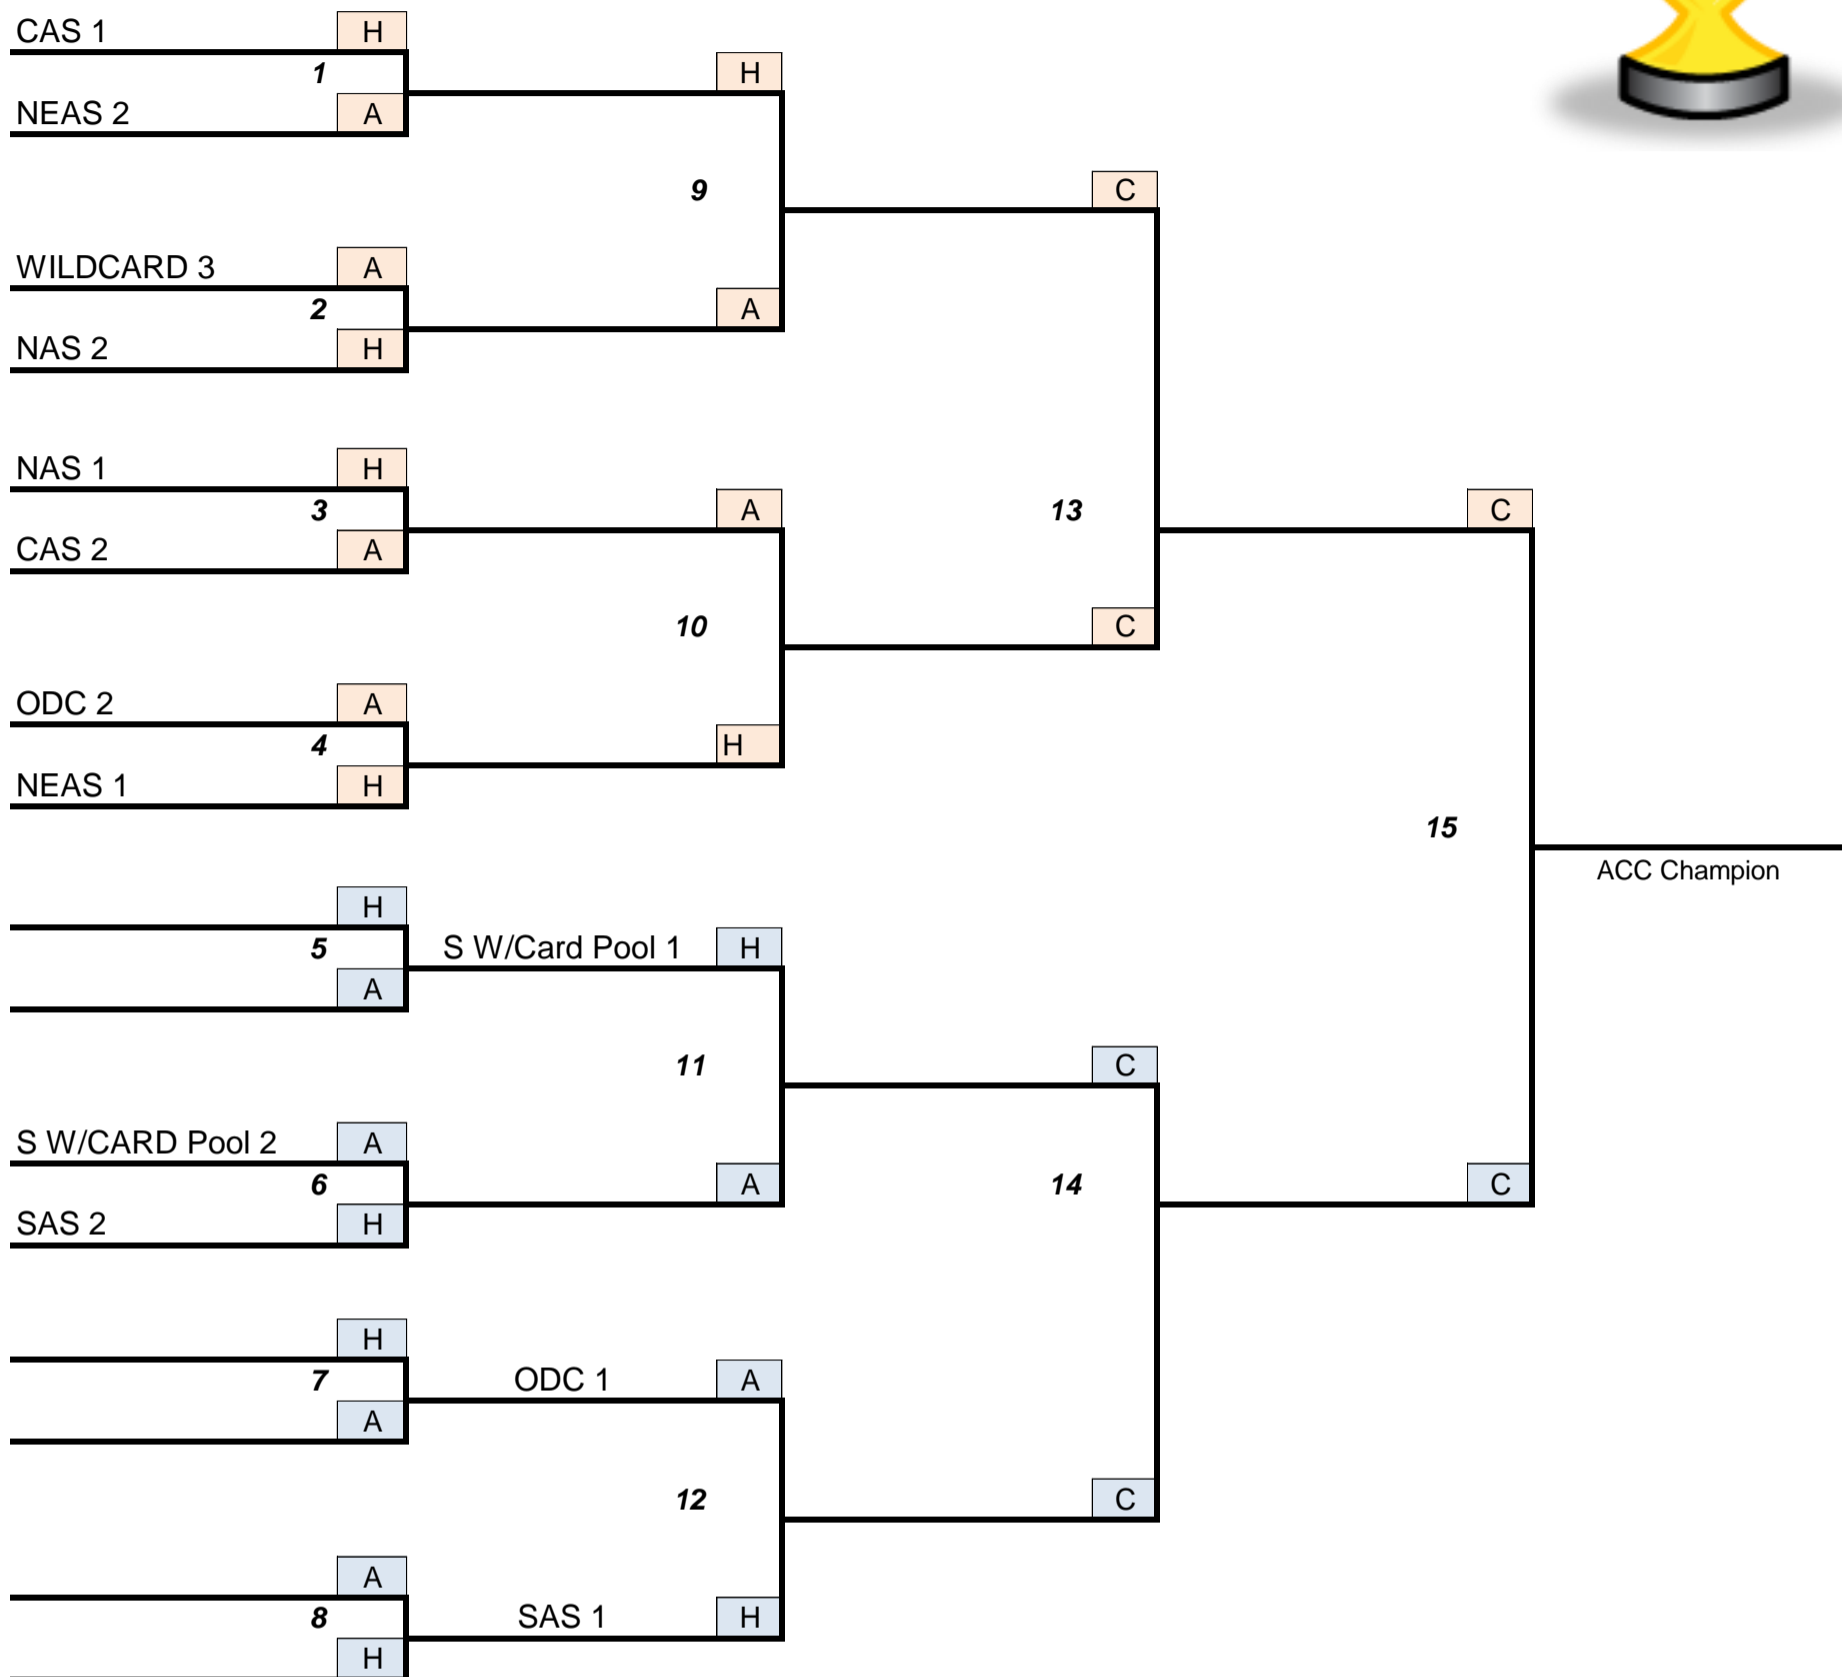 CAS 1 H
1 H
NEAS 2 A
9 C
WILDCARD 3 A
2 A
NAS 2 H
NAS 1 H
3 A 13 C
CAS 2 A
10 C
ODC 2 A
4 H
NEAS 1 H
15
ACC Champion
H
5 S W/Card Pool 1 H
A
11 C
S W/CARD Pool 2 A
6 A 14 C
SAS 2 H
H
7 ODC 1 A
A
12 C
A
8 SAS 1 H
H